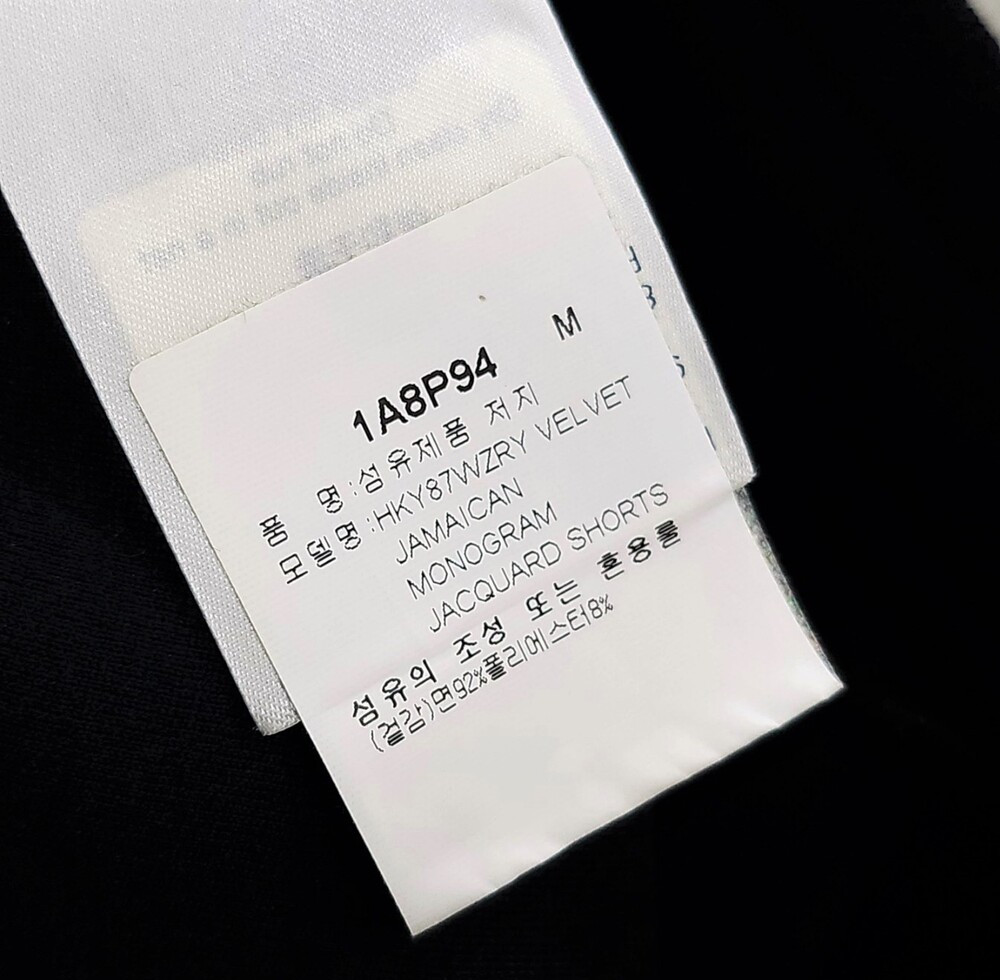 M
1A8P94
품 명:섬유제품 저지
모델명:HKY87WZRY VELVET
JAMAICAN
MONOGRAM
JACQUARD SHORTS
섬유의 조성 또는 혼용률
(겉감)면92%폴리에스터8%